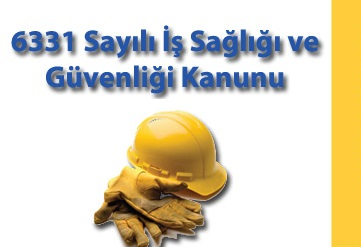 6331 Sayılı İş Sağlığı ve
Güvenliği Kanunu